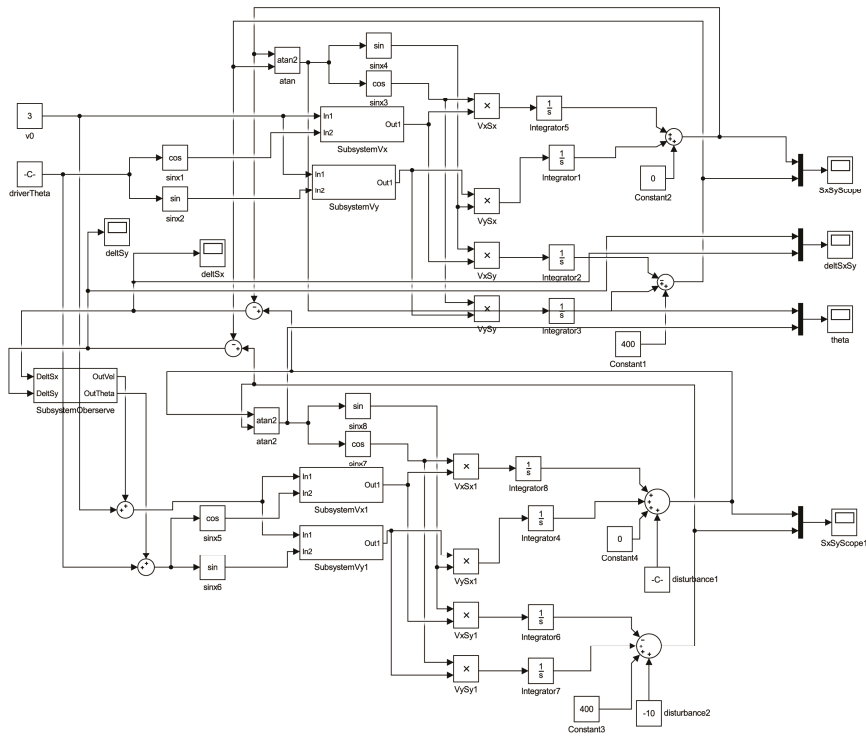 atan2
atan
sin
sinx4
cos
sinx3
3
v0
In1
In2
Out1
SubsystemVx
×
VxSx
1
s
Integrator5
+
+
+
-C-
driverTheta
cos
sinx1
sin
sinx2
In1
In2
Out1
SubsystemVy
×
VySx
1
s
Integrator1
0
Constant2
SxSyScope
deltSy
deltSx
×
VxSy
1
s
Integrator2
deltSxSy
×
VySy
1
s
Integrator3
400
Constant1
theta
DeltSx
DeltSy
OutVel
OutTheta
SubsystemOberserve
atan2
atan2
sin
sinx8
cos
sinx7
×
VxSx1
1
s
Integrator8
+
+
+
+
In1
In2
Out1
SubsystemVx1
cos
sinx5
sin
sinx6
In1
In2
Out1
SubsystemVy1
×
VySx1
1
s
Integrator4
0
Constant4
-C-
disturbance1
SxSyScope1
×
VxSy1
1
s
Integrator6
×
VySy1
1
s
Integrator7
400
Constant3
-10
disturbance2